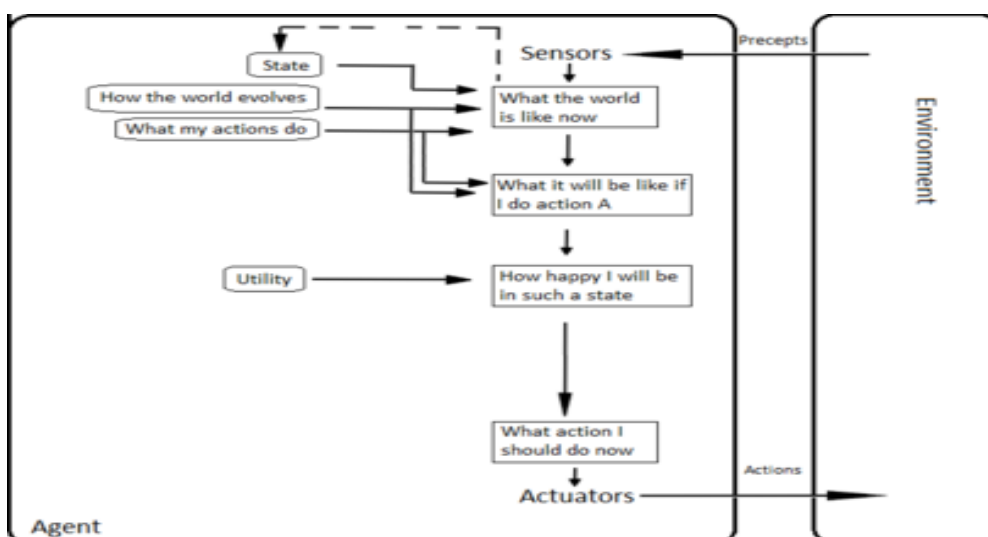 Precepts
Sensors
State
How the world evolves
What the world
is like now
What my actions do
What it will be like if
I do action A
Utility
How happy I will be
in such a state
What action I
should do now
Actuators
Actions
Agent
Environment